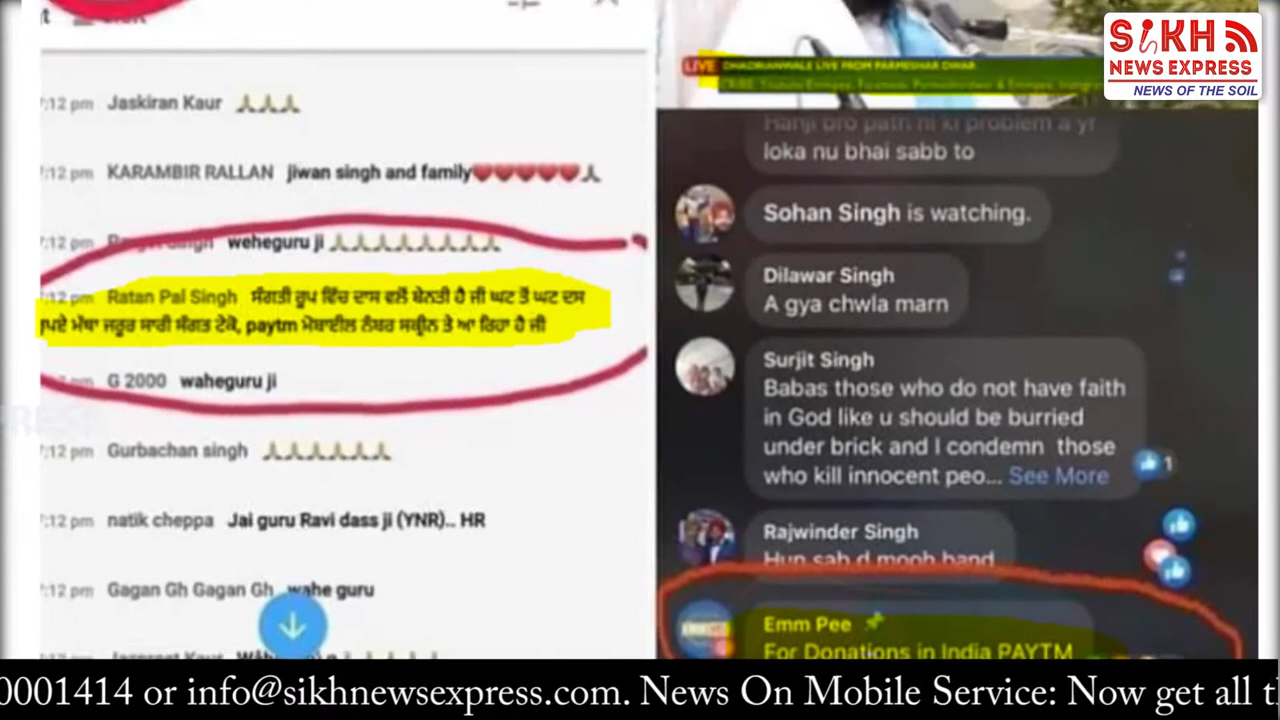 SiKH
NEWS EXPRESS
NEWS OF THE SOIL
7:12 pm Jaskiran Kaur 🙏🙏🙏
7:12 pm KARAMBIR RALLAN jiwan singh and family❤❤❤❤❤🙏
7:12 pm Singh weheguru ji 🙏🙏🙏🙏🙏🙏🙏🙏
7:12 pm Ratan Pal Singh ਸੰਗਤੀ ਰੂਪ ਵਿੱਚ ਦਾਸ ਵਲੋਂ ਬੇਨਤੀ ਹੈ ਜੀ ਘਟ ਤੋਂ ਘਟ ਦਸ
ਰੁਪਏ ਮੱਥਾ ਜਰੂਰ ਸਾਰੀ ਸੰਗਤ ਟੇਕੋ, paytm ਮੋਬਾਈਲ ਨੰਬਰ ਸਕ੍ਰੀਨ ਤੇ ਆ ਰਿਹਾ ਹੈ ਜੀ
G 2000 waheguru ji
7:12 pm Gurbachan singh 🙏🙏🙏🙏🙏🙏
7:12 pm natik cheppa Jai guru Ravi dass ji (YNR).. HR
7:12 pm Gagan Gh Gagan Gh wahe guru
LIVE DHADRIANWALE LIVE FROM PARMESHAR DWAR
Hanji bro path ni ki problem a yr
loka nu bhai sabb to
Sohan Singh is watching.
Dilawar Singh
A gya chwla marn
Surjit Singh
Babas those who do not have faith
in God like u should be burried
under brick and I condemn those
who kill innocent peo... See More
1
Rajwinder Singh
Hun sab d mooh band
Emm Pee 📌
For Donations in India PAYTM
0001414 or info@sikhnewsexpress.com. News On Mobile Service: Now get all t